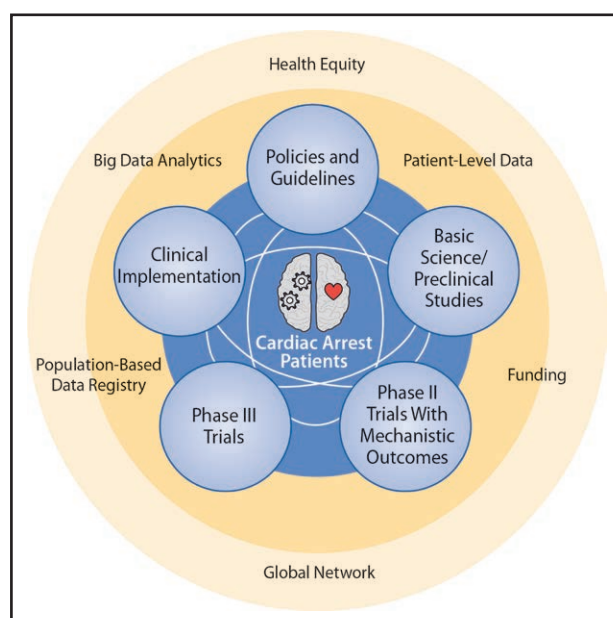 Health Equity
Big Data Analytics
Policies and
Guidelines
Patient-Level Data
Clinical
Implementation
Basic
Science/
Preclinical
Studies
Cardiac Arrest
Patients
Population-Based
Data Registry
Funding
Phase III
Trials
Phase II
Trials With
Mechanistic
Outcomes
Global Network